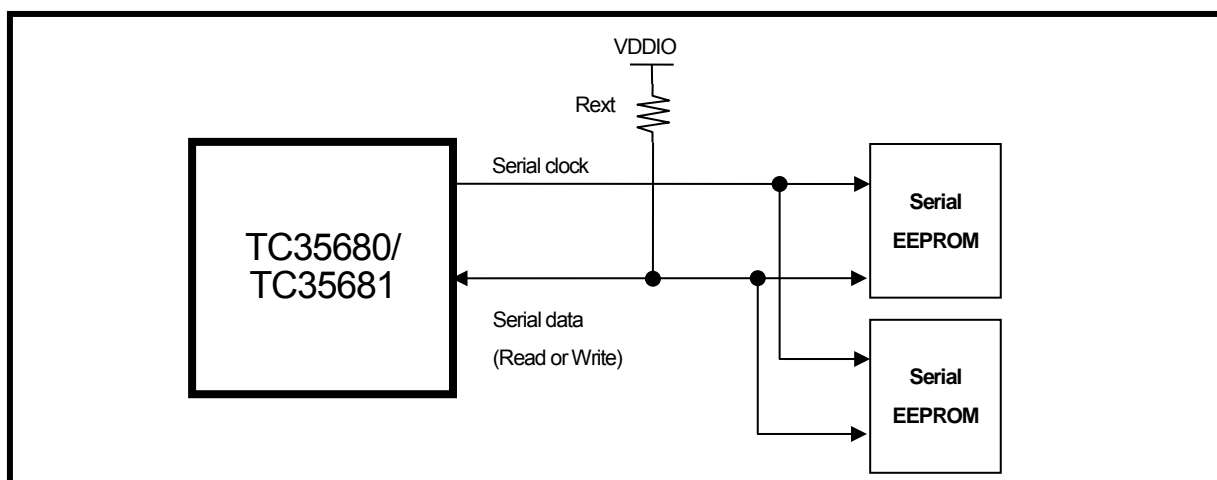 VDDIO
Rext
Serial clock
TC35680/
TC35681
Serial data
(Read or Write)
Serial
EEPROM
Serial
EEPROM